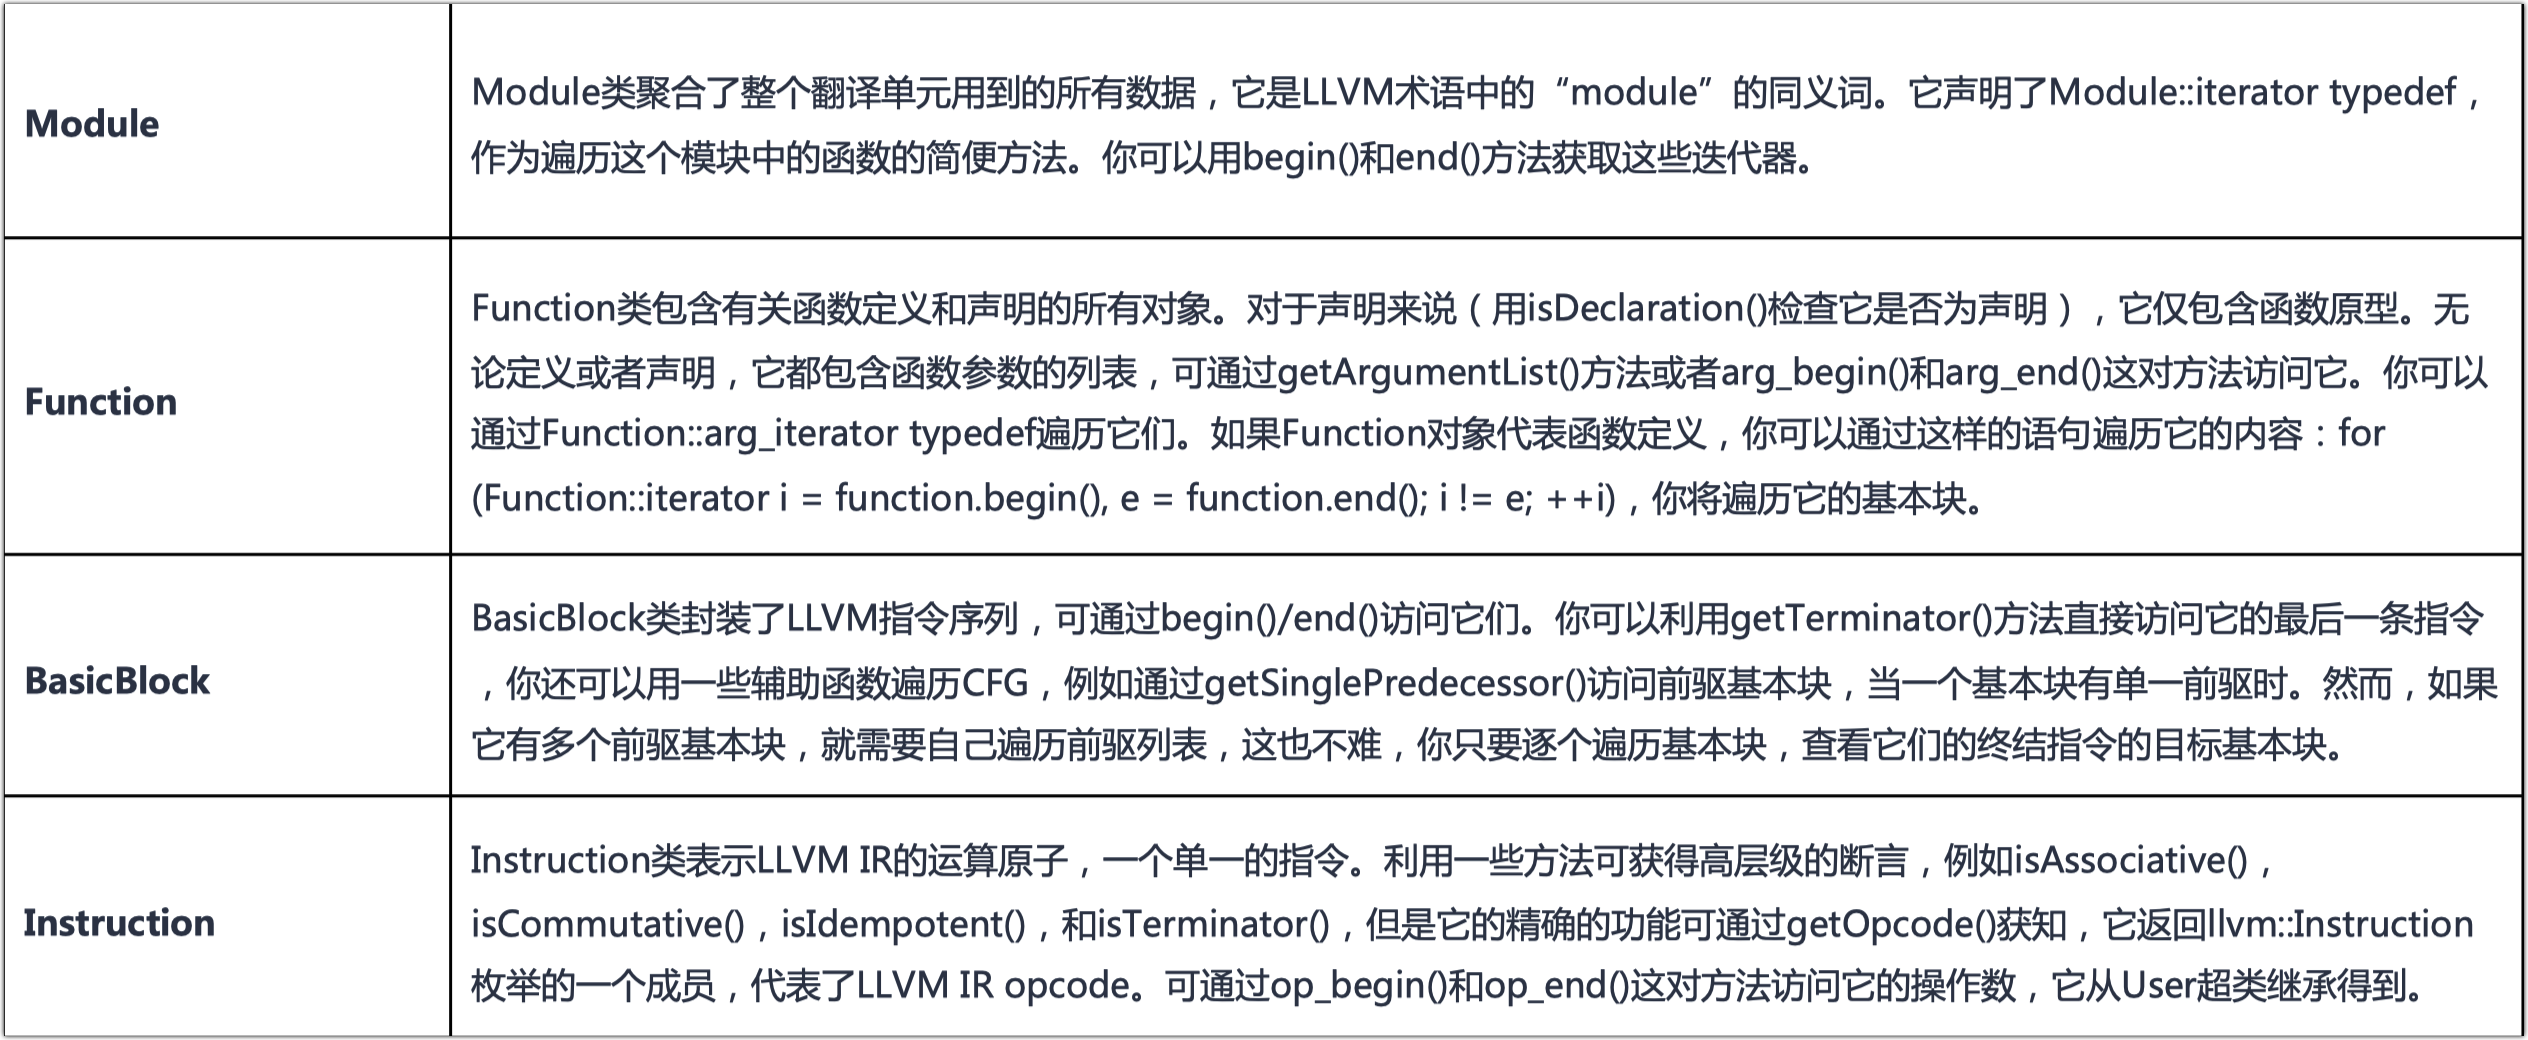 Module
Module类聚合了整个翻译单元用到的所有数据，它是LLVM术语中的“module”的同义词。它声明了Module::iterator typedef，
作为遍历这个模块中的函数的简便方法。你可以用begin()和end()方法获取这些迭代器。
Function
Function类包含有关函数定义和声明的所有对象。对于声明来说（用isDeclaration()检查它是否为声明），它仅包含函数原型。无
论定义或者声明，它都包含函数参数的列表，可通过getArgumentList()方法或者arg_begin()和arg_end()这对方法访问它。你可以
通过Function::arg_iterator typedef遍历它们。如果Function对象代表函数定义，你可以通过这样的语句遍历它的内容：for
(Function::iterator i = function.begin(), e = function.end(); i != e; ++i)，你将遍历它的基本块。
BasicBlock
BasicBlock类封装了LLVM指令序列，可通过begin()/end()访问它们。你可以利用getTerminator()方法直接访问它的最后一条指令
，你还可以用一些辅助函数遍历CFG，例如通过getSinglePredecessor()访问前驱基本块，当一个基本块有单一前驱时。然而，如果
它有多个前驱基本块，就需要自己遍历前驱列表，这也不难，你只要逐个遍历基本块，查看它们的终结指令的目标基本块。
Instruction
Instruction类表示LLVM IR的运算原子，一个单一的指令。利用一些方法可获得高层级的断言，例如isAssociative()，
isCommutative()，isIdempotent()，和isTerminator()，但是它的精确的功能可通过getOpcode()获知，它返回llvm::Instruction
枚举的一个成员，代表了LLVM IR opcode。可通过op_begin()和op_end()这对方法访问它的操作数，它从User超类继承得到。